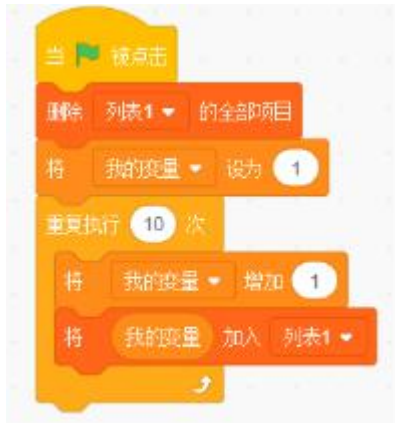 当 被点击
删除 列表1 的全部项目
将 我的变量 设为 1
重复执行 10 次
将 我的变量 增加 1
将 我的变量 加入 列表1